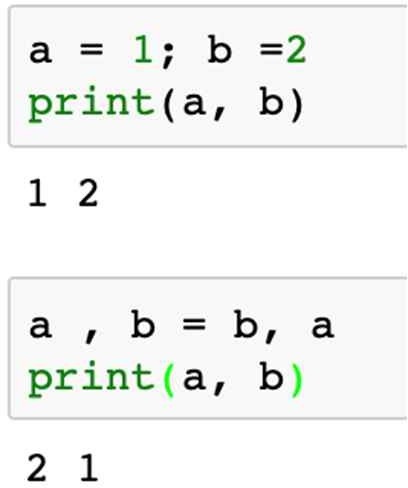 a = 1; b =2
print(a, b)
1 2
a , b = b, a
print(a, b)
2 1